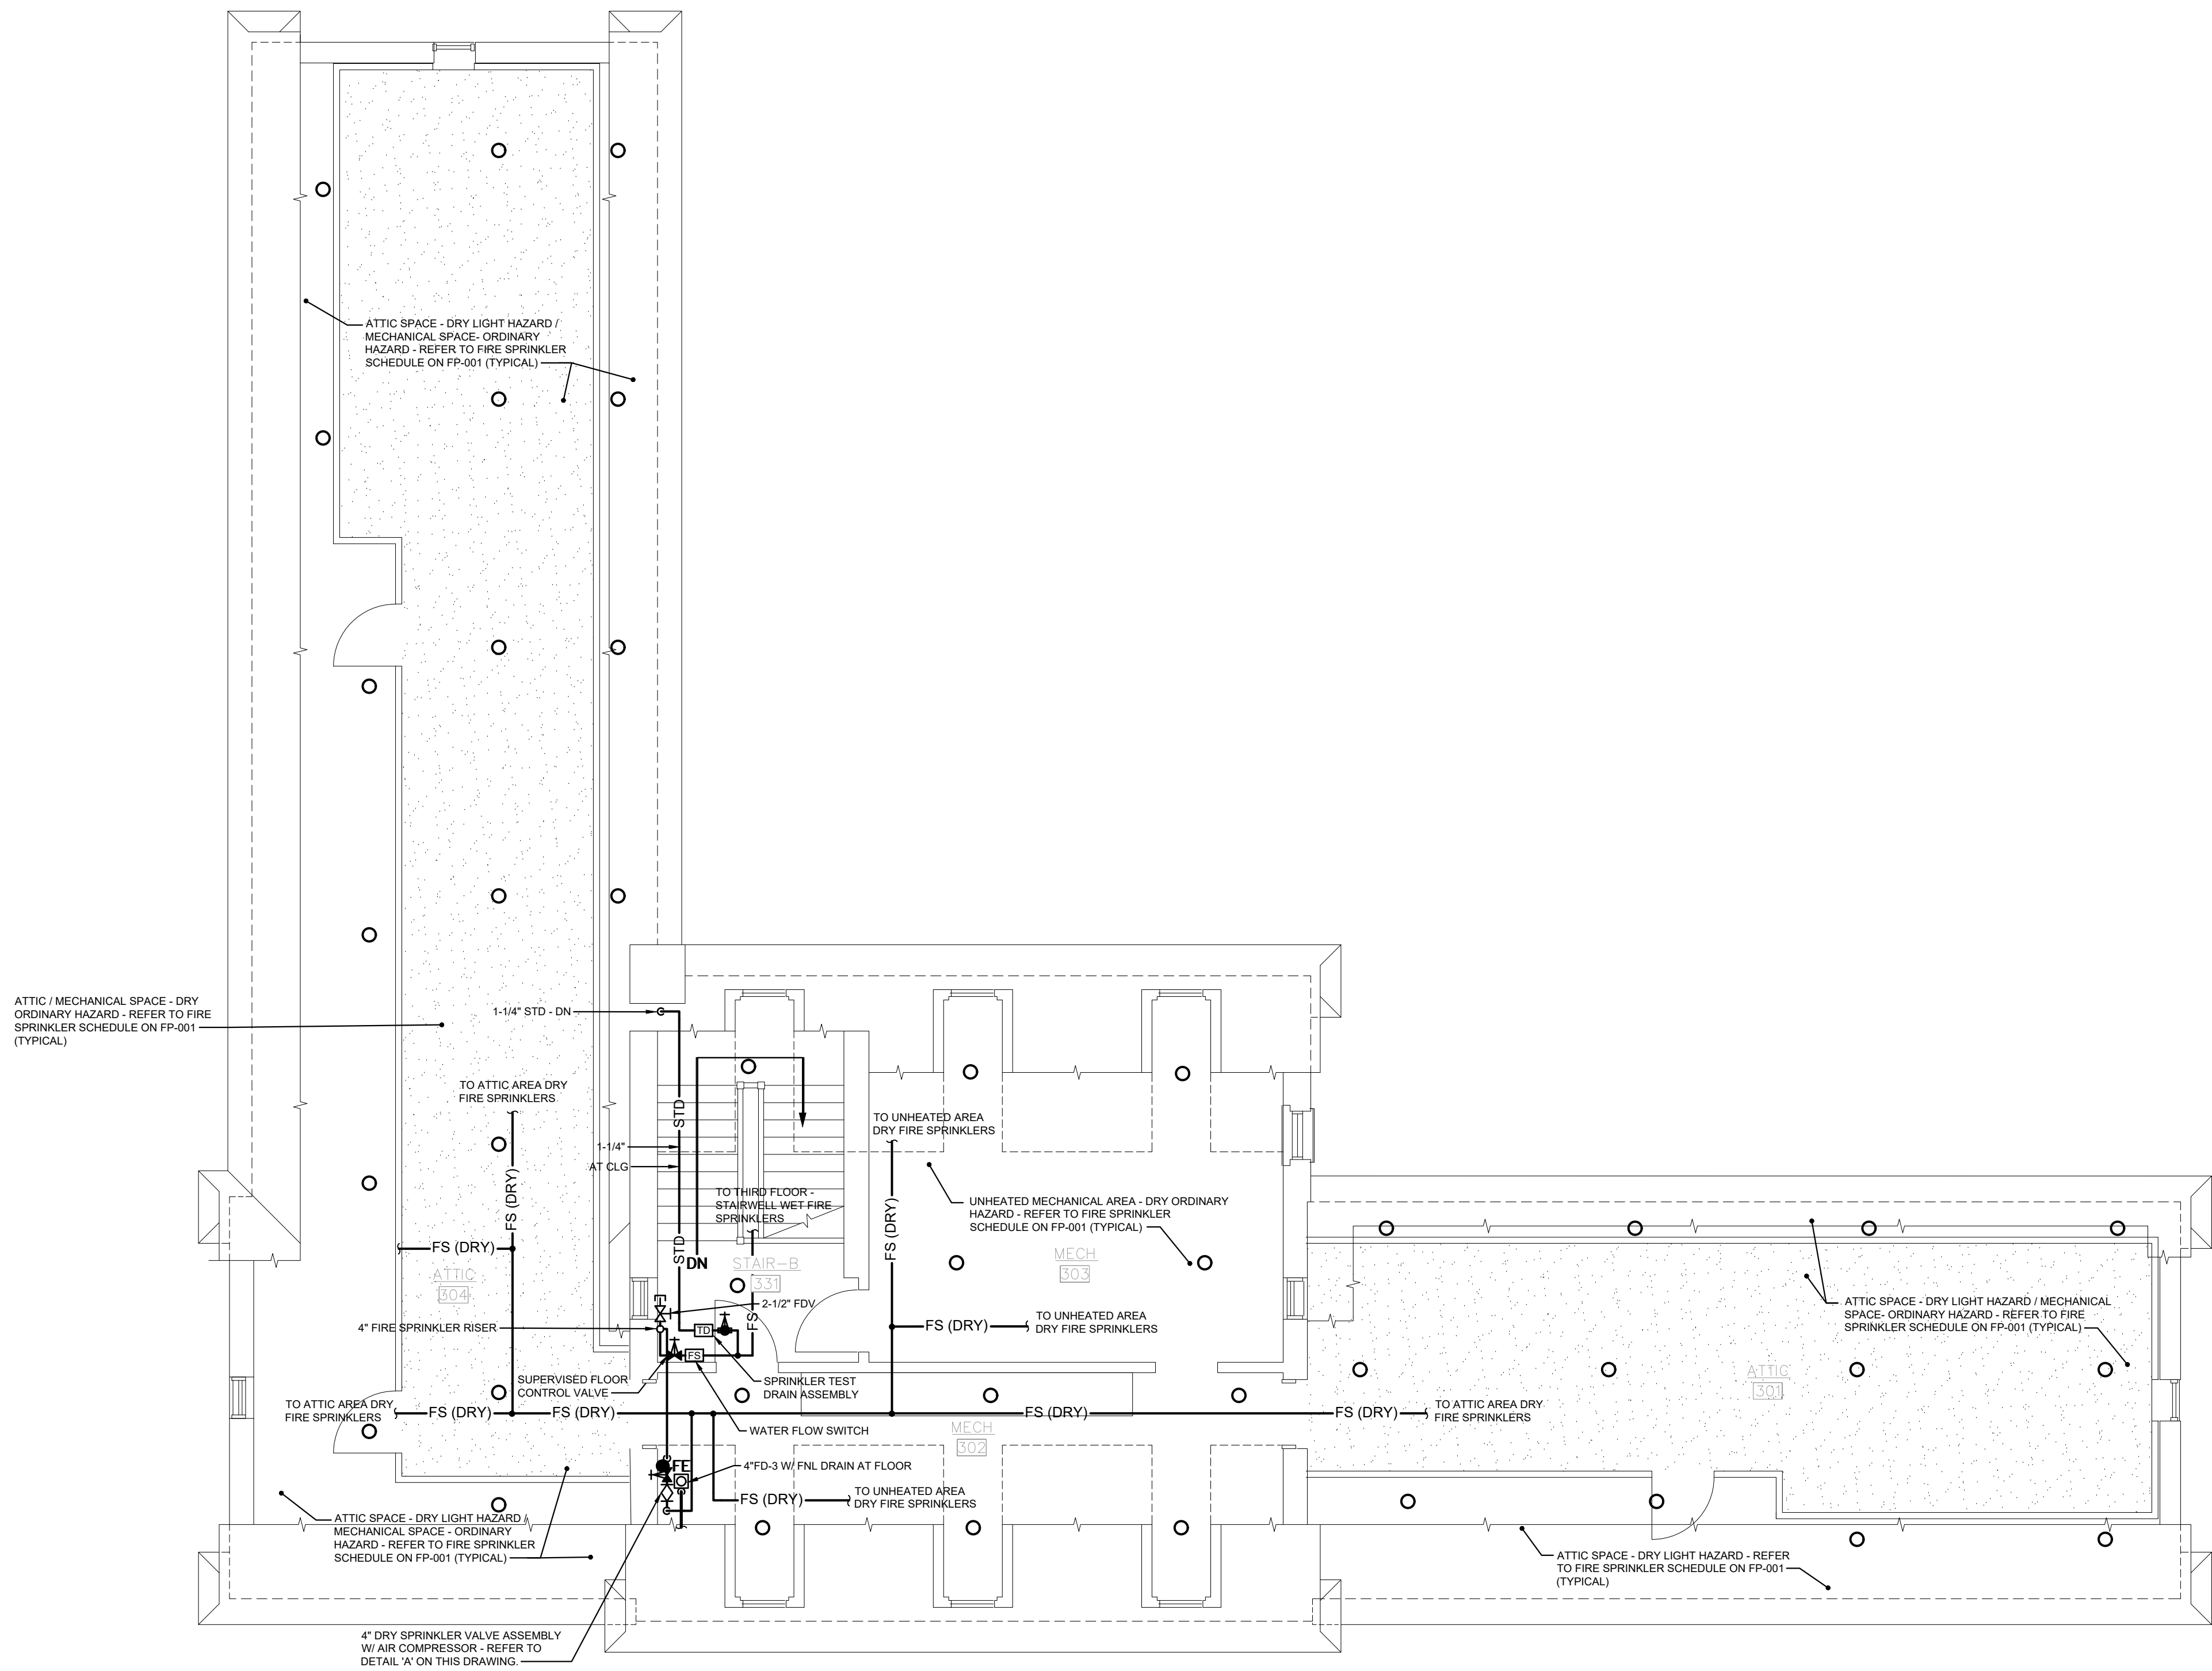 ATTIC SPACE - DRY LIGHT HAZARD /
MECHANICAL SPACE- ORDINARY
HAZARD - REFER TO FIRE SPRINKLER
SCHEDULE ON FP-001 (TYPICAL)
ATTIC / MECHANICAL SPACE - DRY
ORDINARY HAZARD - REFER TO FIRE
SPRINKLER SCHEDULE ON FP-001
(TYPICAL)
1-1/4" STD - DN
TO ATTIC AREA DRY
FIRE SPRINKLERS
STD
1-1/4"
AT CLG
TO UNHEATED AREA
DRY FIRE SPRINKLERS
TO THIRD FLOOR -
STAIRWELL WET FIRE
SPRINKLERS
FS (DRY)
FS (DRY)
UNHEATED MECHANICAL AREA - DRY ORDINARY
HAZARD - REFER TO FIRE SPRINKLER
SCHEDULE ON FP-001 (TYPICAL)
FS (DRY)
STD
DN
STAIR-B
331
MECH
303
ATTIC
304
2-1/2" FDV
FS
4" FIRE SPRINKLER RISER
TD
FS
FS (DRY)
TO UNHEATED AREA
DRY FIRE SPRINKLERS
ATTIC SPACE - DRY LIGHT HAZARD / MECHANICAL
SPACE- ORDINARY HAZARD - REFER TO FIRE
SPRINKLER SCHEDULE ON FP-001 (TYPICAL)
SUPERVISED FLOOR
CONTROL VALVE
SPRINKLER TEST
DRAIN ASSEMBLY
ATTIC
301
TO ATTIC AREA DRY
FIRE SPRINKLERS
FS (DRY)
FS (DRY)
FS (DRY)
FS (DRY)
TO ATTIC AREA DRY
FIRE SPRINKLERS
WATER FLOW SWITCH
MECH
302
FE
4"FD-3 W/ FNL DRAIN AT FLOOR
FS (DRY)
TO UNHEATED AREA
DRY FIRE SPRINKLERS
ATTIC SPACE - DRY LIGHT HAZARD /
MECHANICAL SPACE - ORDINARY
HAZARD - REFER TO FIRE SPRINKLER
SCHEDULE ON FP-001 (TYPICAL)
ATTIC SPACE - DRY LIGHT HAZARD - REFER
TO FIRE SPRINKLER SCHEDULE ON FP-001
(TYPICAL)
4" DRY SPRINKLER VALVE ASSEMBLY
W/ AIR COMPRESSOR - REFER TO
DETAIL 'A' ON THIS DRAWING.